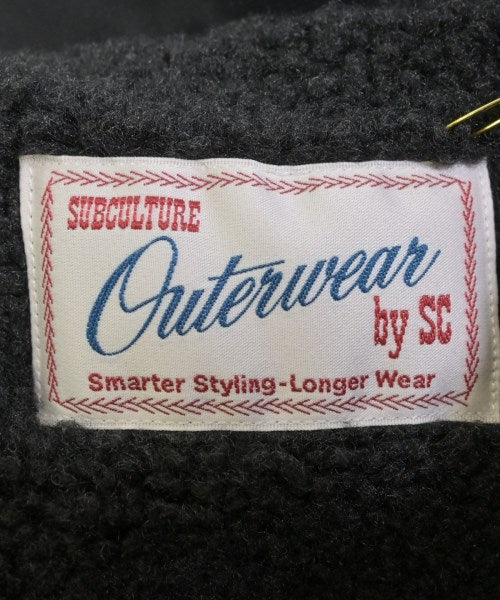 SUBCULTURE
Outerwear
by SC
Smarter Styling-Longer Wear